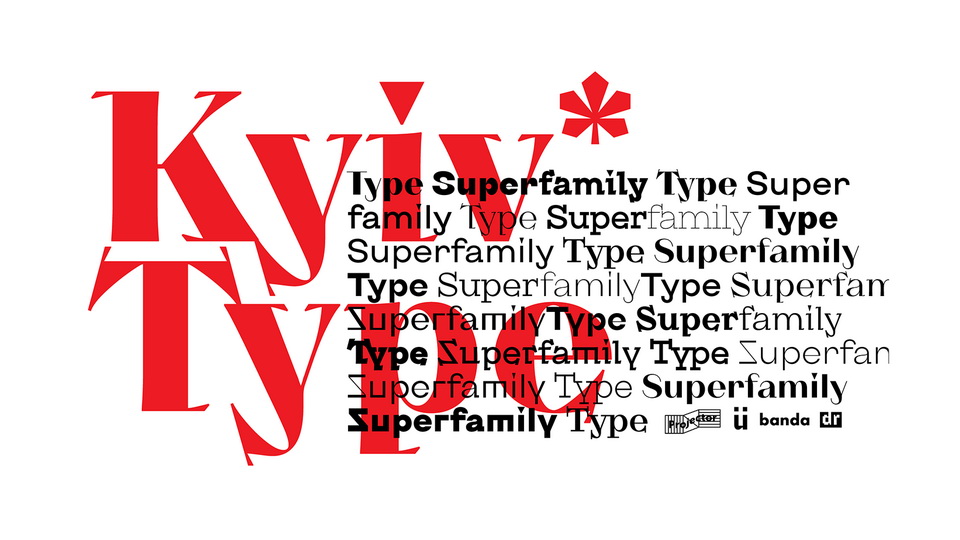 Kyiv*
Type
Type Superfamily Type Super
family Type Superfamily Type
Superfamily Type Superfamily
Type SuperfamilyType Superfam
SuperfamilyType Superfamily
Type Superfamily Type Superfan
Superfamily Type Superfamily
Superfamily Type Projector ü banda cr